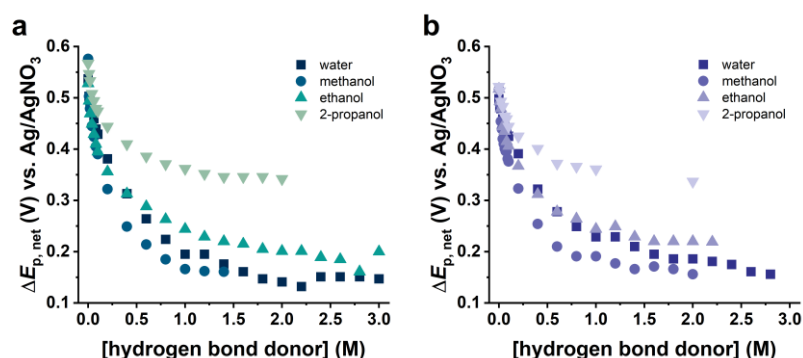 a
ΔEp,net (V) vs. Ag/AgNO3
0.6
0.5
0.4
0.3
0.2
0.1
water
methanol
ethanol
2-propanol
0.0 0.5 1.0 1.5 2.0 2.5 3.0
[hydrogen bond donor] (M)
b
ΔEp,net (V) vs. Ag/AgNO3
0.6
0.5
0.4
0.3
0.2
0.1
water
methanol
ethanol
2-propanol
0.0 0.5 1.0 1.5 2.0 2.5 3.0
[hydrogen bond donor] (M)